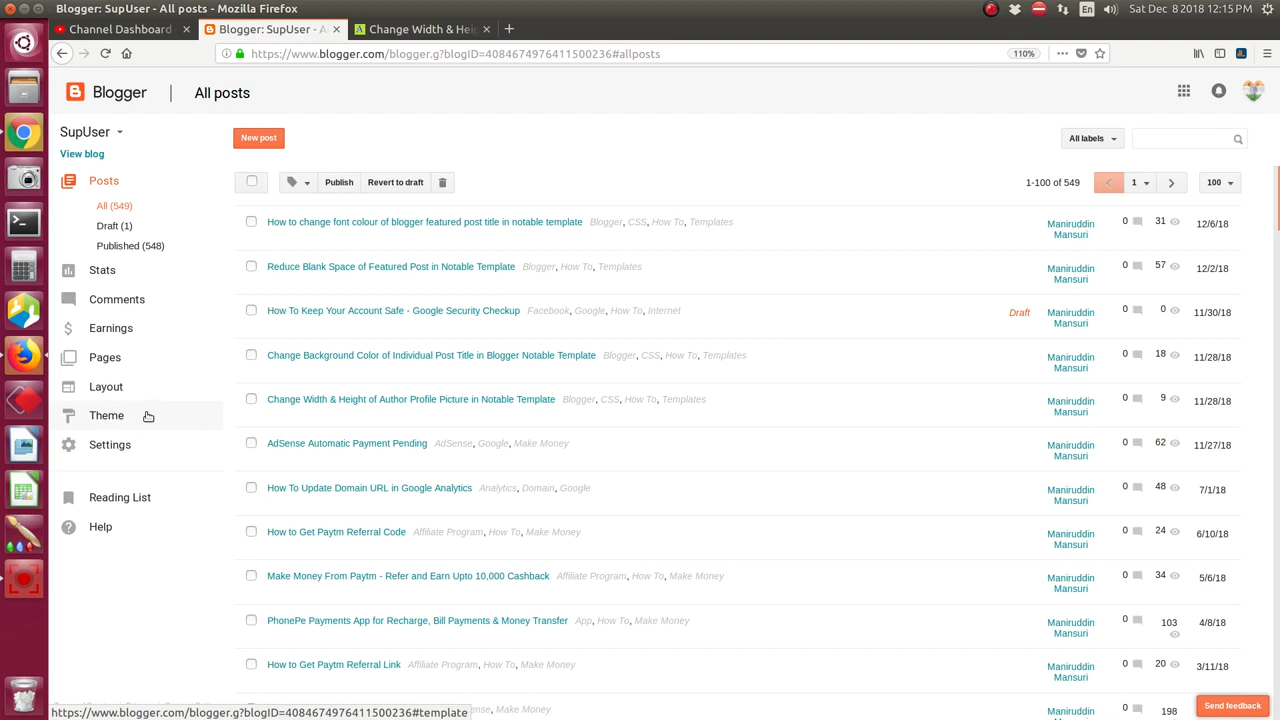 Blogger: SupUser - All posts - Mozilla Firefox
En
Sat Dec 8 2018 12:15 PM
Channel Dashboard -
Blogger: SupUser - A
Change Width & Hei
https://www.blogger.com/blogger.g?blogID=4084674976411500236#allposts
110%
Blogger
All posts
SupUser
View blog
New post
All labels
Posts
Publish
Revert to draft
1-100 of 549
1
100
All (549)
Draft (1)
Published (548)
Stats
Comments
Earnings
Pages
Layout
Theme
Settings
Reading List
Help
How to change font colour of blogger featured post title in notable template Blogger, CSS, How To, Templates
Maniruddin
Mansuri
0 31 12/6/18
Reduce Blank Space of Featured Post in Notable Template Blogger, How To, Templates
Maniruddin
Mansuri
0 57 12/2/18
How To Keep Your Account Safe - Google Security Checkup Facebook, Google, How To, Internet
Draft
Maniruddin
Mansuri
0 0 11/30/18
Change Background Color of Individual Post Title in Blogger Notable Template Blogger, CSS, How To, Templates
Maniruddin
Mansuri
0 18 11/28/18
Change Width & Height of Author Profile Picture in Notable Template Blogger, CSS, How To, Templates
Maniruddin
Mansuri
0 9 11/28/18
AdSense Automatic Payment Pending AdSense, Google, Make Money
Maniruddin
Mansuri
0 62 11/27/18
How To Update Domain URL in Google Analytics Analytics, Domain, Google
Maniruddin
Mansuri
0 48 7/1/18
How to Get Paytm Referral Code Affiliate Program, How To, Make Money
Maniruddin
Mansuri
0 24 6/10/18
Make Money From Paytm - Refer and Earn Upto 10,000 Cashback Affiliate Program, How To, Make Money
Maniruddin
Mansuri
0 34 5/6/18
PhonePe Payments App for Recharge, Bill Payments & Money Transfer App, How To, Make Money
Maniruddin
Mansuri
0 103 4/8/18
How to Get Paytm Referral Link Affiliate Program, How To, Make Money
Maniruddin
Mansuri
0 20 3/11/18
ense, Make Money
Maniruddin
0 198
Send feedback
https://www.blogger.com/blogger.g?blogID=4084674976411500236#template